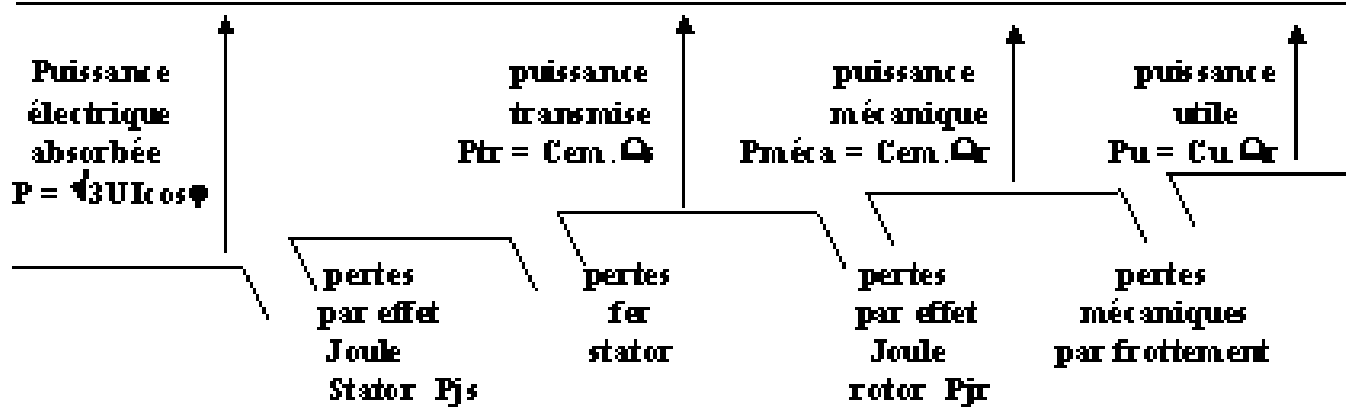 Puissance
électrique
absorbée
P = √3UIcosφ
puissance
transmise
Ptr = Cem.Ωs
puissance
mécanique
Pméca = Cem.Ωr
puissance
utile
Pu = Cu Ωr
pertes
par effet
Joule
Stator Pjs
pertes
fer
stator
pertes
par effet
Joule
rotor Pjr
pertes
mécaniques
par frottement